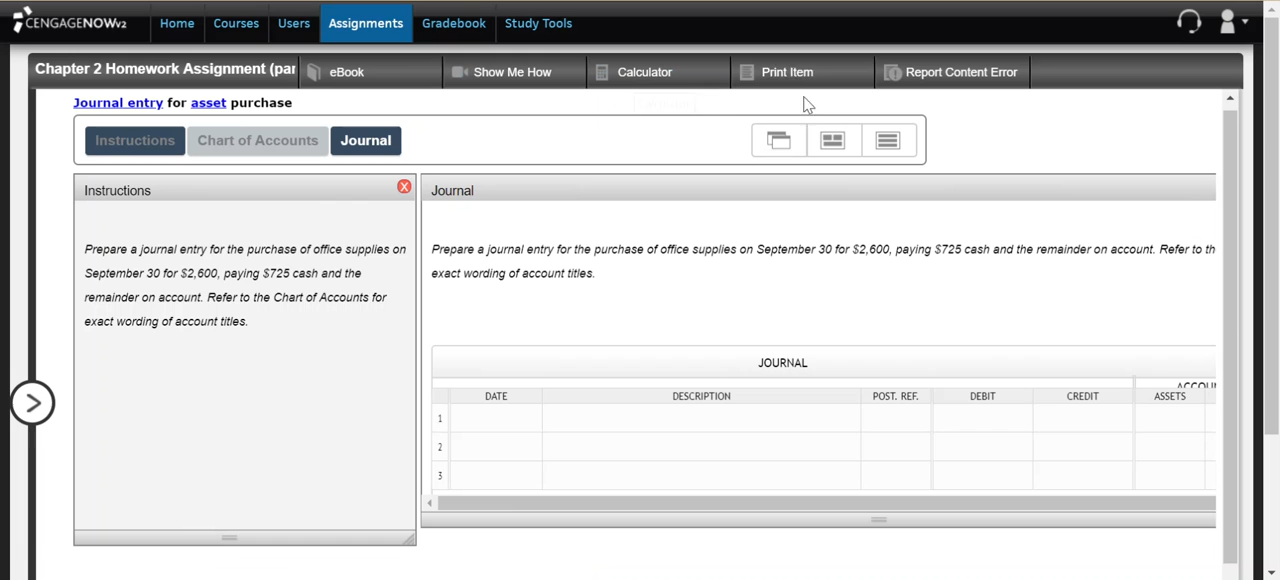 CENGAGENOWv2 Home Courses Users Assignments Gradebook Study Tools
Chapter 2 Homework Assignment (par eBook Show Me How Calculator Print Item Report Content Error
Journal entry for asset purchase
Instructions Chart of Accounts Journal
Instructions
X
Prepare a journal entry for the purchase of office supplies on
September 30 for $2,600, paying $725 cash and the
remainder on account. Refer to the Chart of Accounts for
exact wording of account titles.
Journal
Prepare a journal entry for the purchase of office supplies on September 30 for $2,600, paying $725 cash and the remainder on account. Refer to th
exact wording of account titles.
JOURNAL
ACCOUN
DATE DESCRIPTION POST. REF. DEBIT CREDIT ASSETS
1
2
3